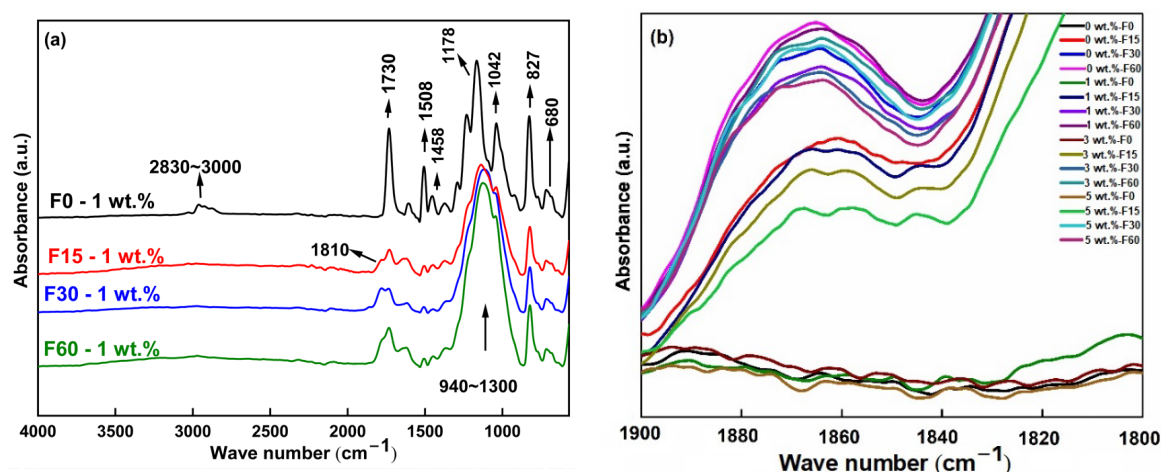 (a)
1730
1508
1458
1178
1042
827
680
2830~3000
F0 - 1 wt.%
1810
F15 - 1 wt.%
F30 - 1 wt.%
F60 - 1 wt.%
940~1300
Absorbance (a.u.)
4000 3000 2000 1000
Wave number (cm⁻¹)
(b)
0 wt.%-F0
0 wt.%-F15
0 wt.%-F30
0 wt.%-F60
1 wt.%-F0
1 wt.%-F15
1 wt.%-F30
1 wt.%-F60
3 wt.%-F0
3 wt.%-F15
3 wt.%-F30
3 wt.%-F60
5 wt.%-F0
5 wt.%-F15
5 wt.%-F30
5 wt.%-F60
Absorbance (a.u.)
1900 1880 1860 1840 1820 1800
Wave number (cm⁻¹)